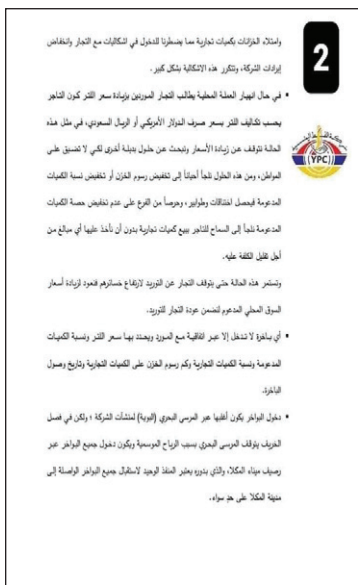 2
وامتلاء الخزانات بكميات تجارية مما يضطرنا للدخول في اشكاليات مع التجار وانخفاض
إيرادات الشركة، وتتكرر هذه الاشكالية بشكل كبير.
YPC
• في حال انهيار العملة المحلية يطالب التجار الموردين بزيادة سعر اللتر كون التاجر
يحسب تكاليف اللتر بسعر صرف الدولار الأمريكي أو الريال السعودي، في مثل هذه
الحالة نتوقف عن زيادة الأسعار ونبحث عن حلول بديلة أخرى لكي لا تضيق على
المواطن، ومن هذه الحلول نلجأ أحياناً إلى تخفيض رسوم الخزن أو تخفيض نسبة الكميات
المدعومة فيحصل اختناقات وطوابير، وحرصاً من الفرع على عدم تخفيض حصة الكميات
المدعومة نلجأ إلى السماح للتاجر ببيع كميات تجارية بدون أن نأخذ عليها أي مبالغ من
أجل تقليل الكلفة عليه.
وتستمر هذه الحالة حتى يتوقف التجار عن التوريد لارتفاع خسائرهم فنعود لزيادة أسعار
السوق المحلي المدعوم لنضمن عودة التجار للتوريد.
• أي باخرة لا تدخل إلا عبر اتفاقية مع المورد ويحدد بها سعر اللتر ونسبة الكميات
المدعومة ونسبة الكميات التجارية وكم رسوم الخزن على الكميات التجارية وتاريخ وصول
الباخرة.
• دخول البواخر يكون أغلبها عبر المرسى البحري (البوية) لمنشآت الشركة ؛ ولكن في فصل
الخريف يتوقف المرسى البحري بسبب الرياح الموسمية ويكون دخول جميع البواخر عبر
رصيف ميناء المكلا، والذي بدوره يعتبر المنفذ الوحيد لاستقبال جميع البواخر الواصلة إلى
مدينة المكلا على حدٍ سواء.